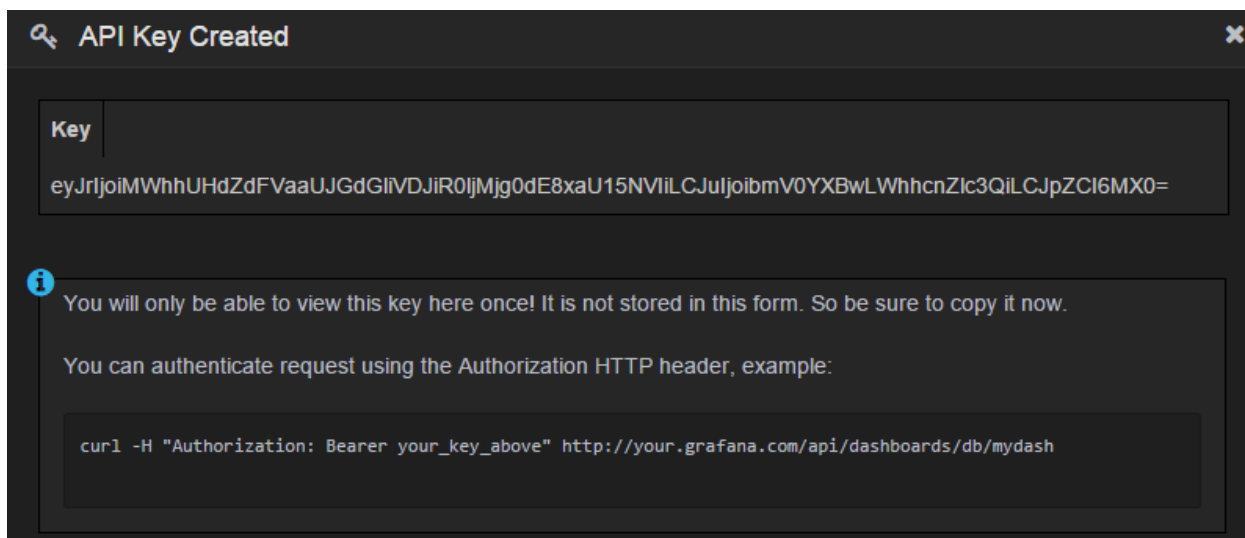 API Key Created
Key
eyJrIjoiMWhhUHdZdFVaaUJGdGliVDJiR0ljMjg0dE8xaU15NVliLCJuIjoibmV0YXBwLWhhcnZlc3QiLCJpZCI6MX0=
You will only be able to view this key here once! It is not stored in this form. So be sure to copy it now.
You can authenticate request using the Authorization HTTP header, example:
curl -H "Authorization: Bearer your_key_above" http://your.grafana.com/api/dashboards/db/mydash